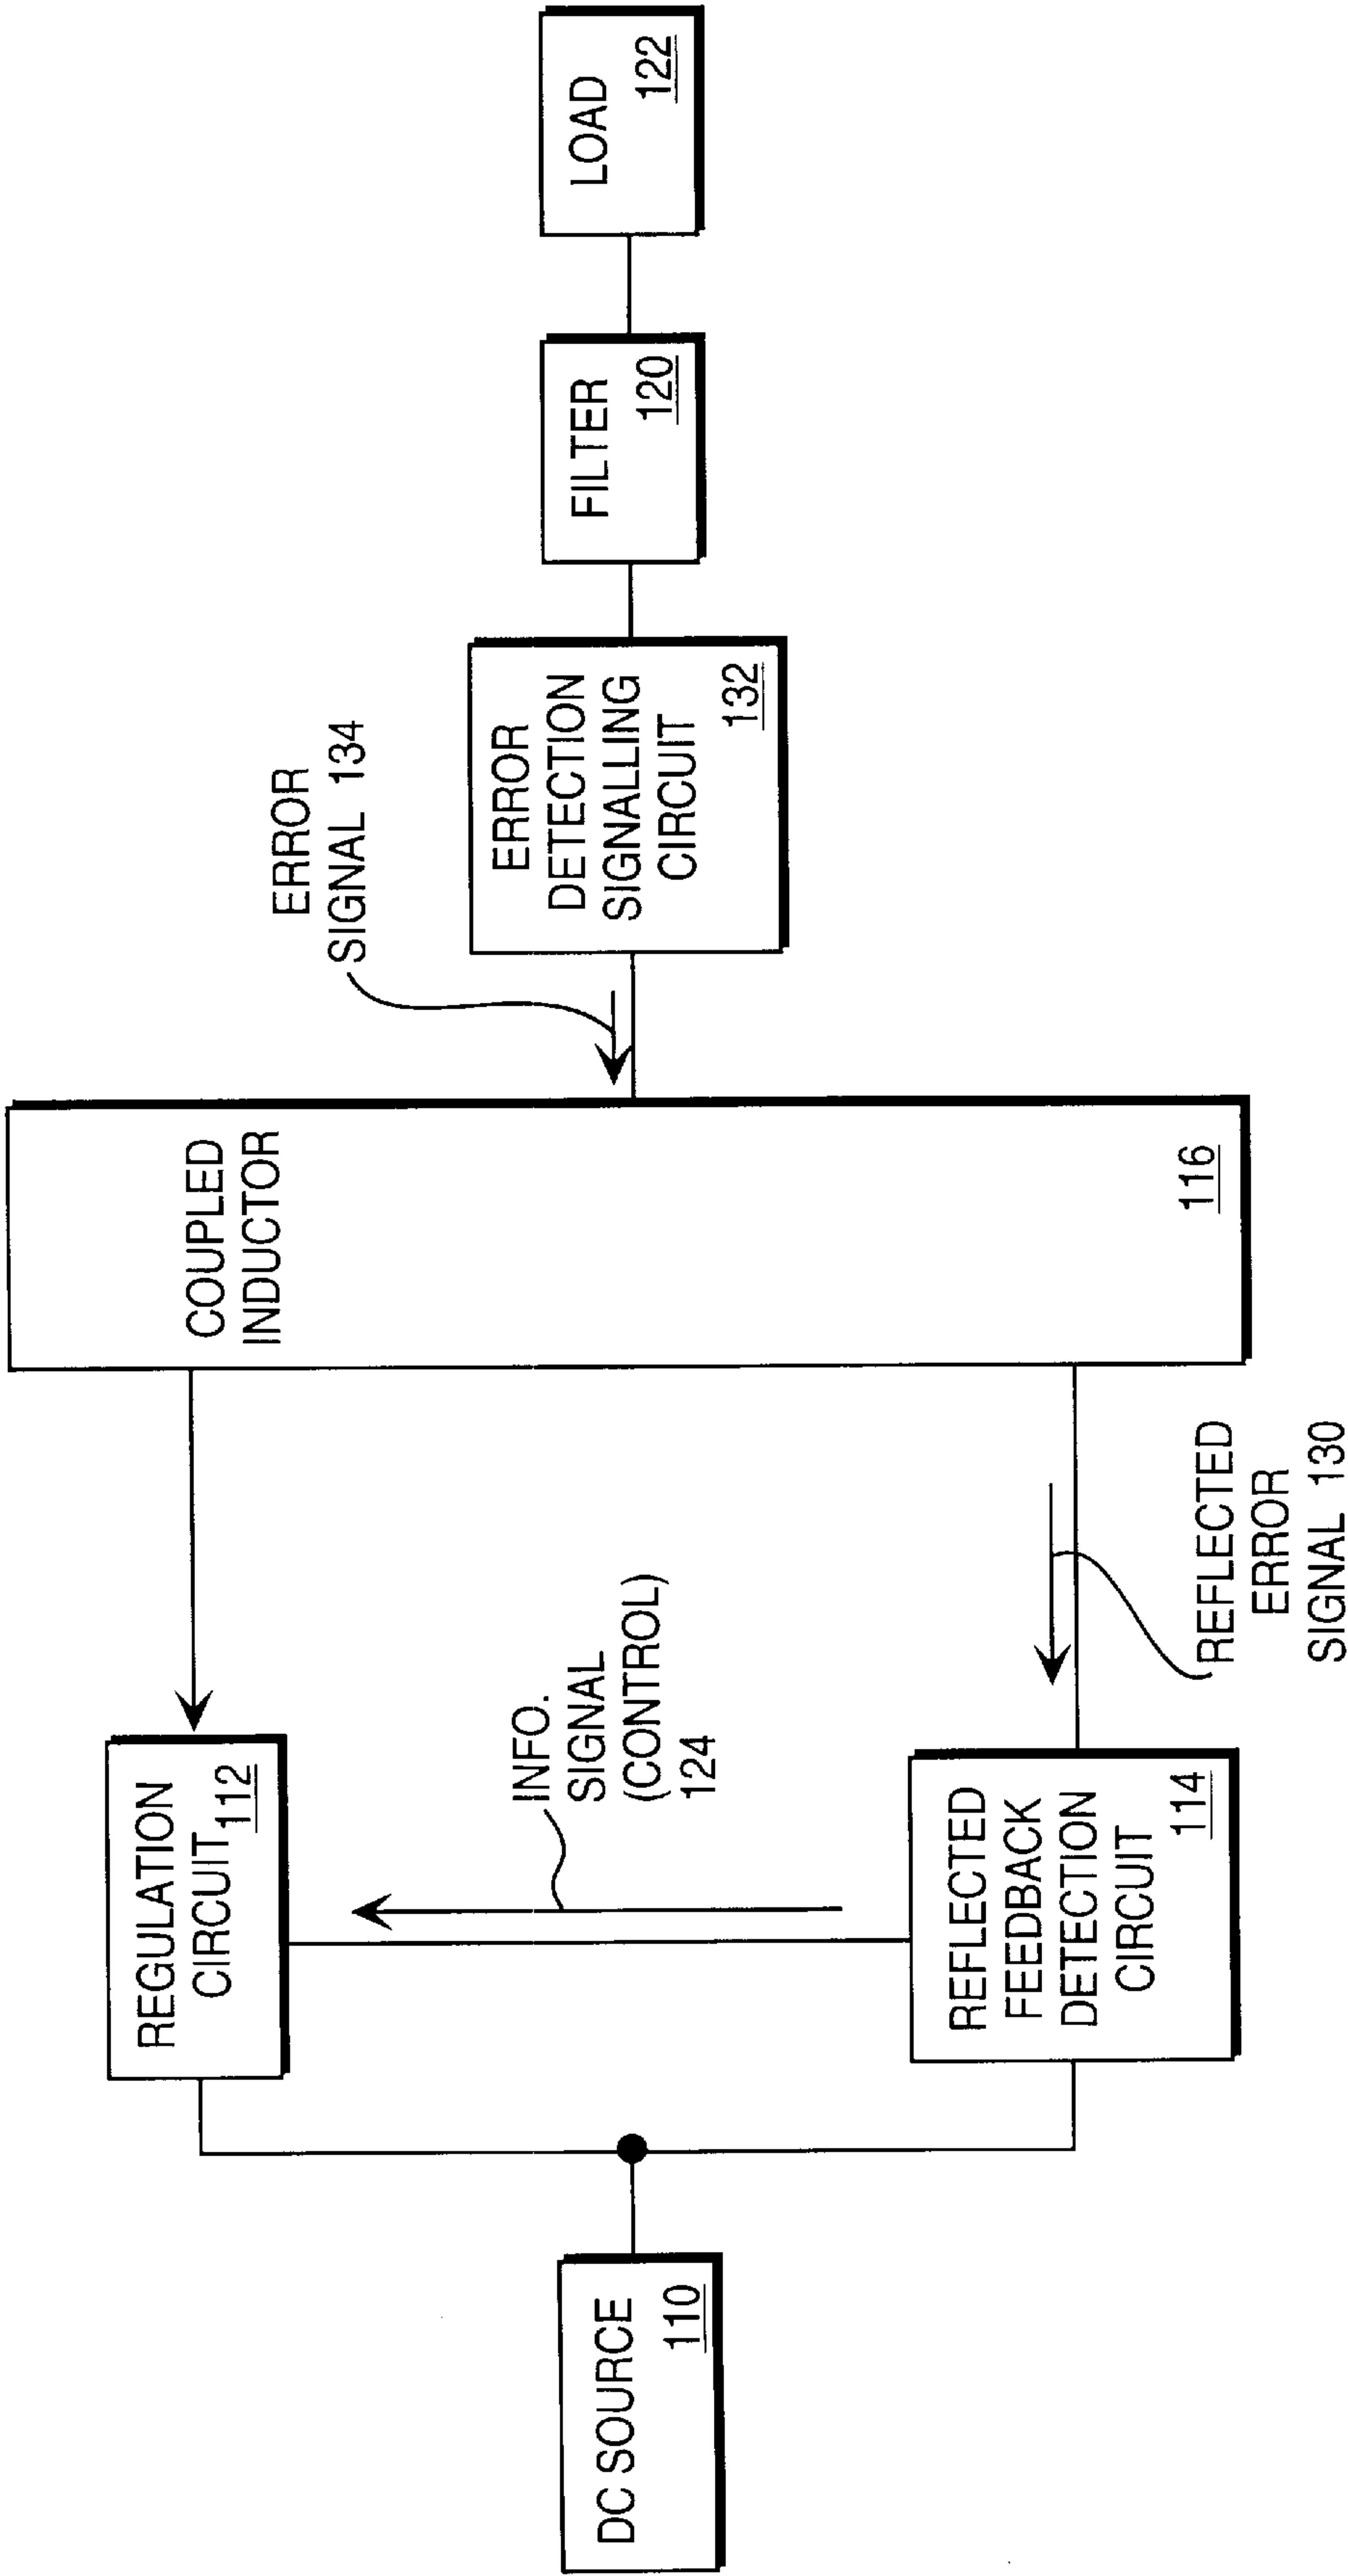 DC SOURCE
110
REGULATION
CIRCUIT
112
INFO.
SIGNAL
(CONTROL)
124
REFLECTED
FEEDBACK
DETECTION
CIRCUIT
114
REFLECTED
ERROR
SIGNAL 130
COUPLED
INDUCTOR
116
ERROR
SIGNAL 134
ERROR
DETECTION
SIGNALLING
CIRCUIT
132
FILTER
120
LOAD
122